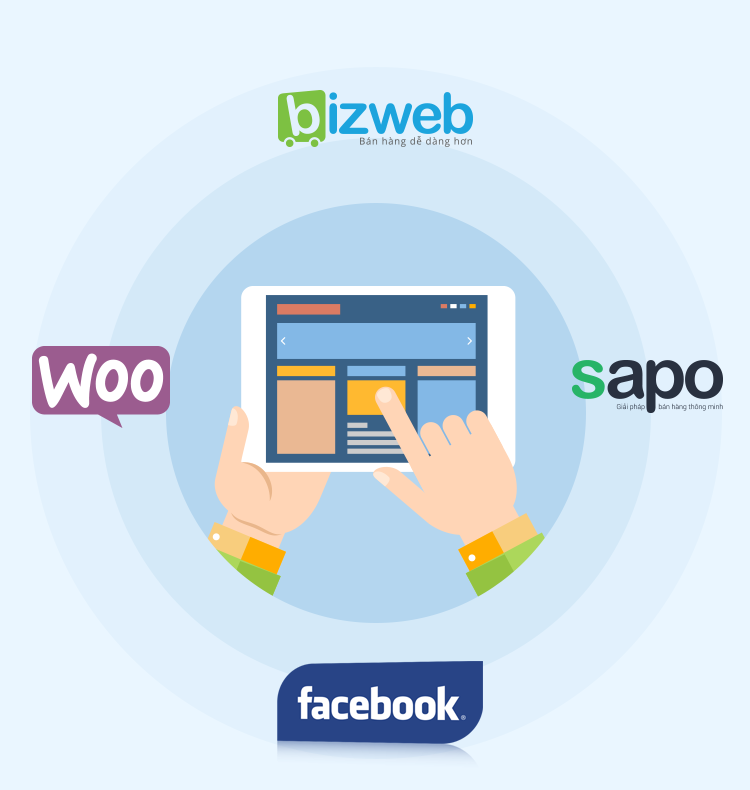 bizweb
Bán hàng dễ dàng hơn
Woo
sapo
Giải pháp bán hàng thông minh
facebook®